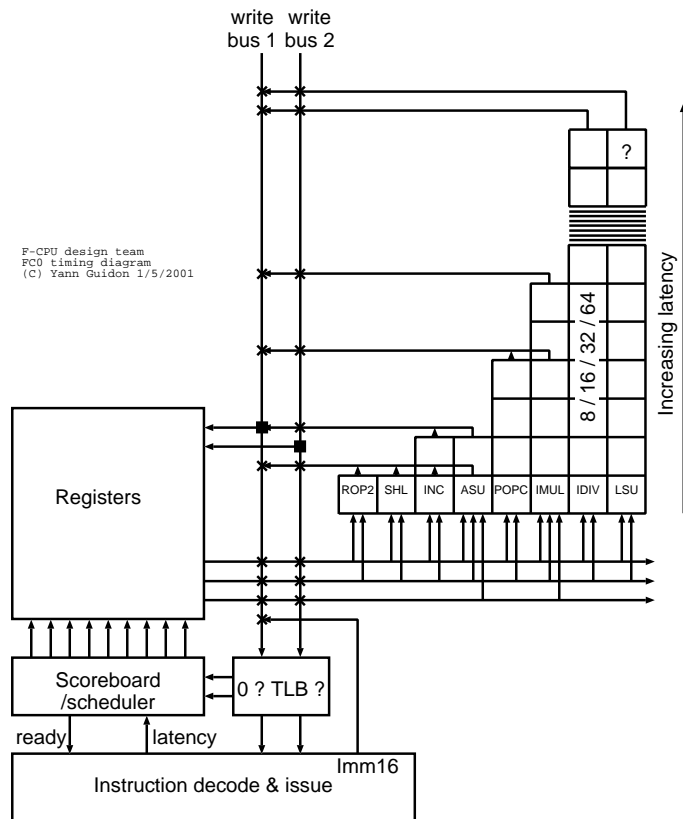 write write
bus 1 bus 2
?
F-CPU design team
FC0 timing diagram
(C) Yann Guidon 1/5/2001
8 / 16 / 32 / 64
Increasing latency
Registers
ROP2 SHL INC ASU POPC IMUL IDIV LSU
Scoreboard
/scheduler
0 ? TLB ?
ready latency
Imm16
Instruction decode & issue